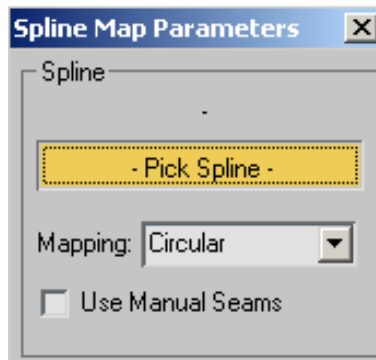 Spline Map Parameters
Spline
-
- Pick Spline -
Mapping: Circular
Use Manual Seams